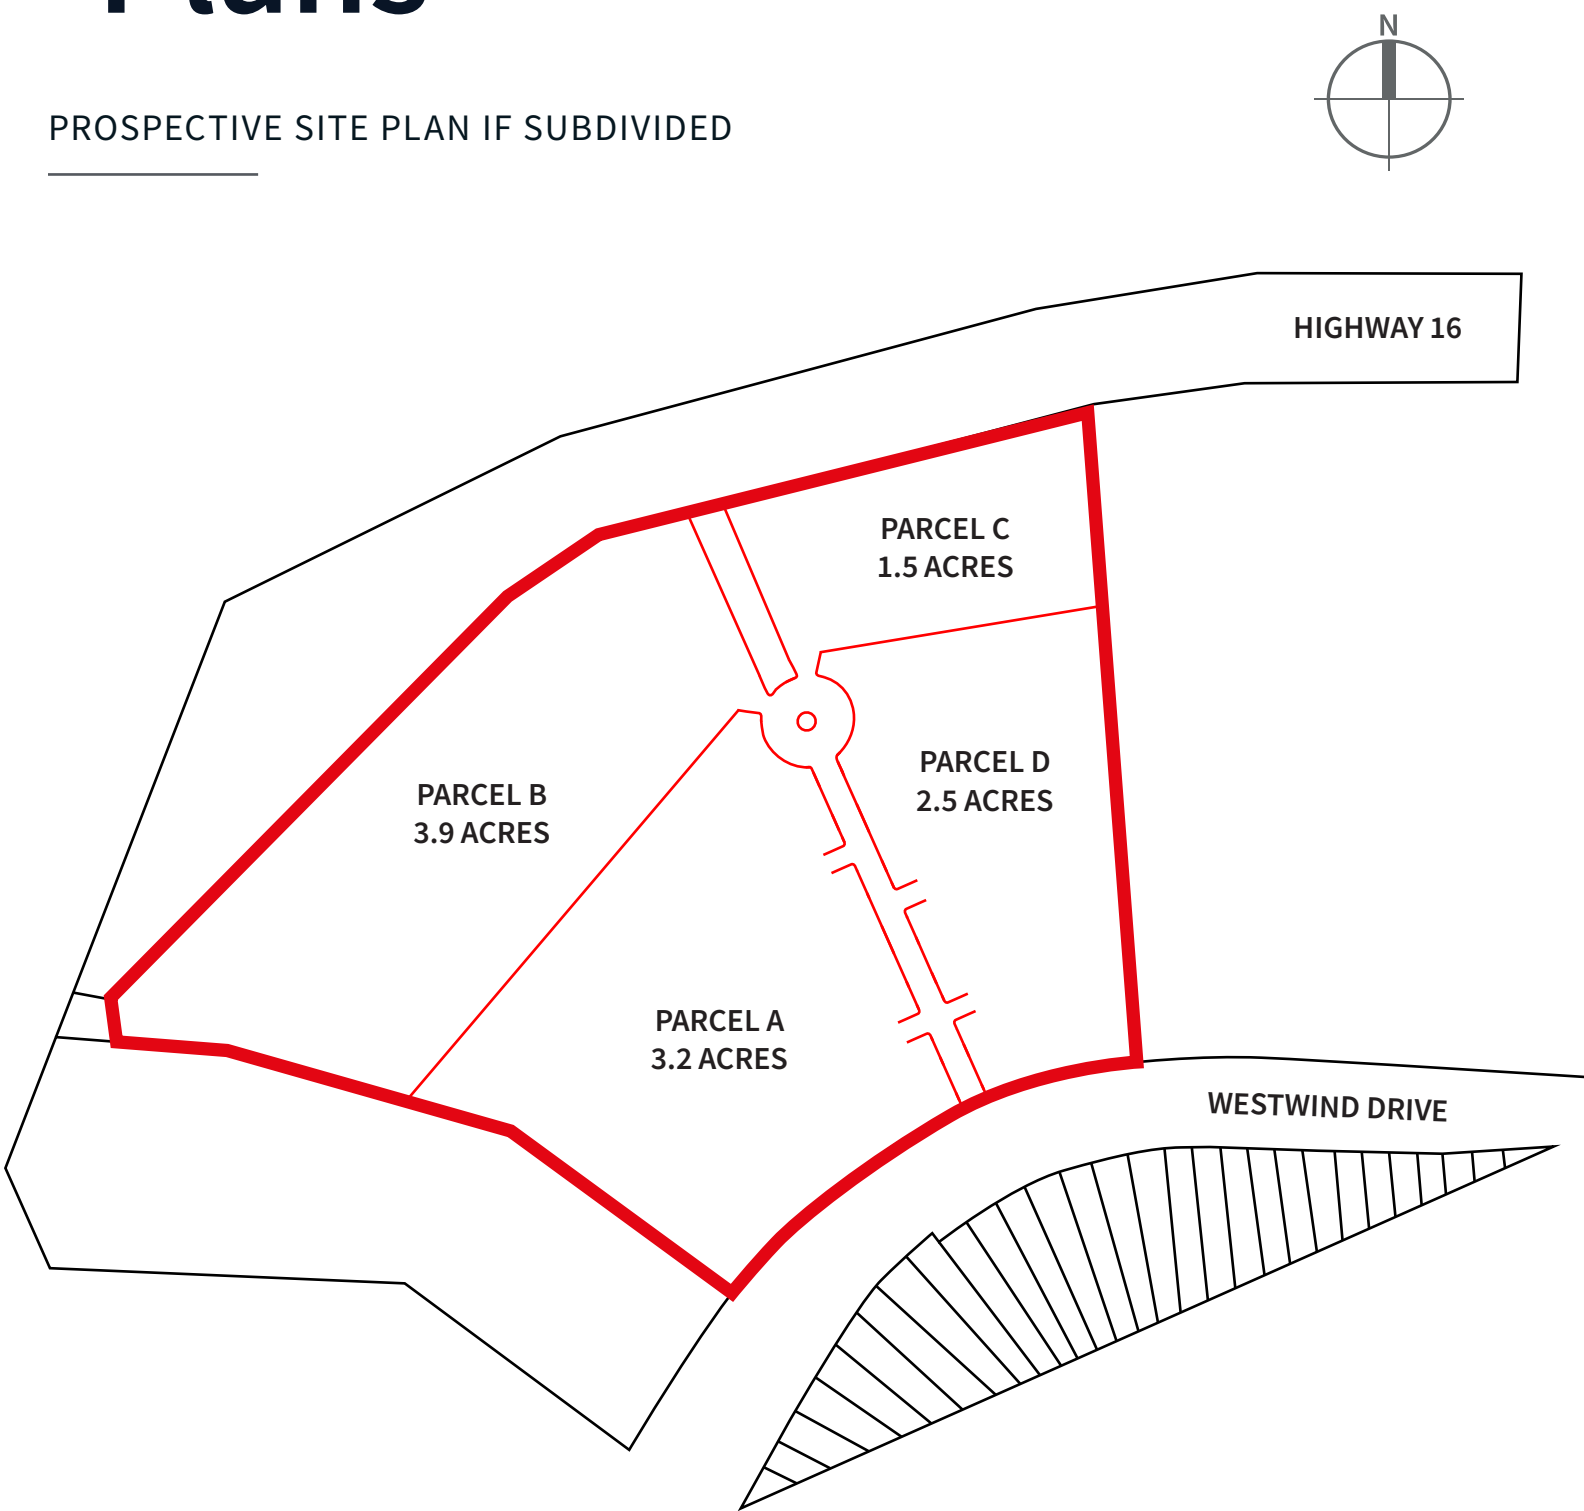 Plans
N
PROSPECTIVE SITE PLAN IF SUBDIVIDED
HIGHWAY 16
PARCEL C
1.5 ACRES
PARCEL D
2.5 ACRES
PARCEL B
3.9 ACRES
PARCEL A
3.2 ACRES
WESTWIND DRIVE